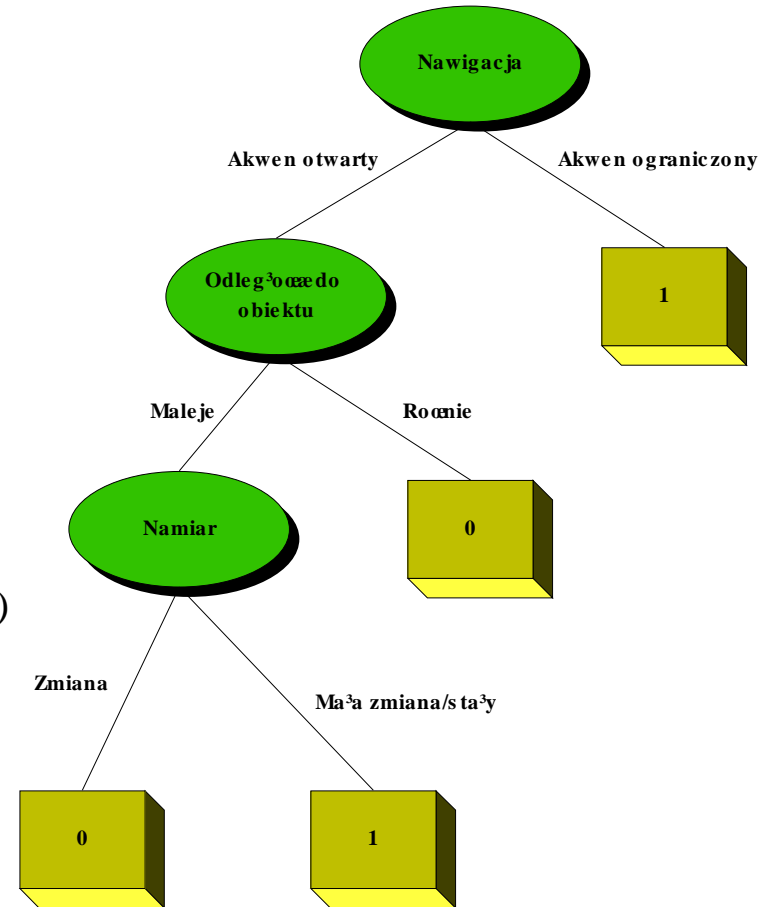 Nawigacja
Akwen otwarty
Akwen ograniczony
Odleg³oœæ do
obiektu
1
Maleje
Roœnie
Namiar
0
)
Zmiana
Ma³a zmiana/sta³y
0
1